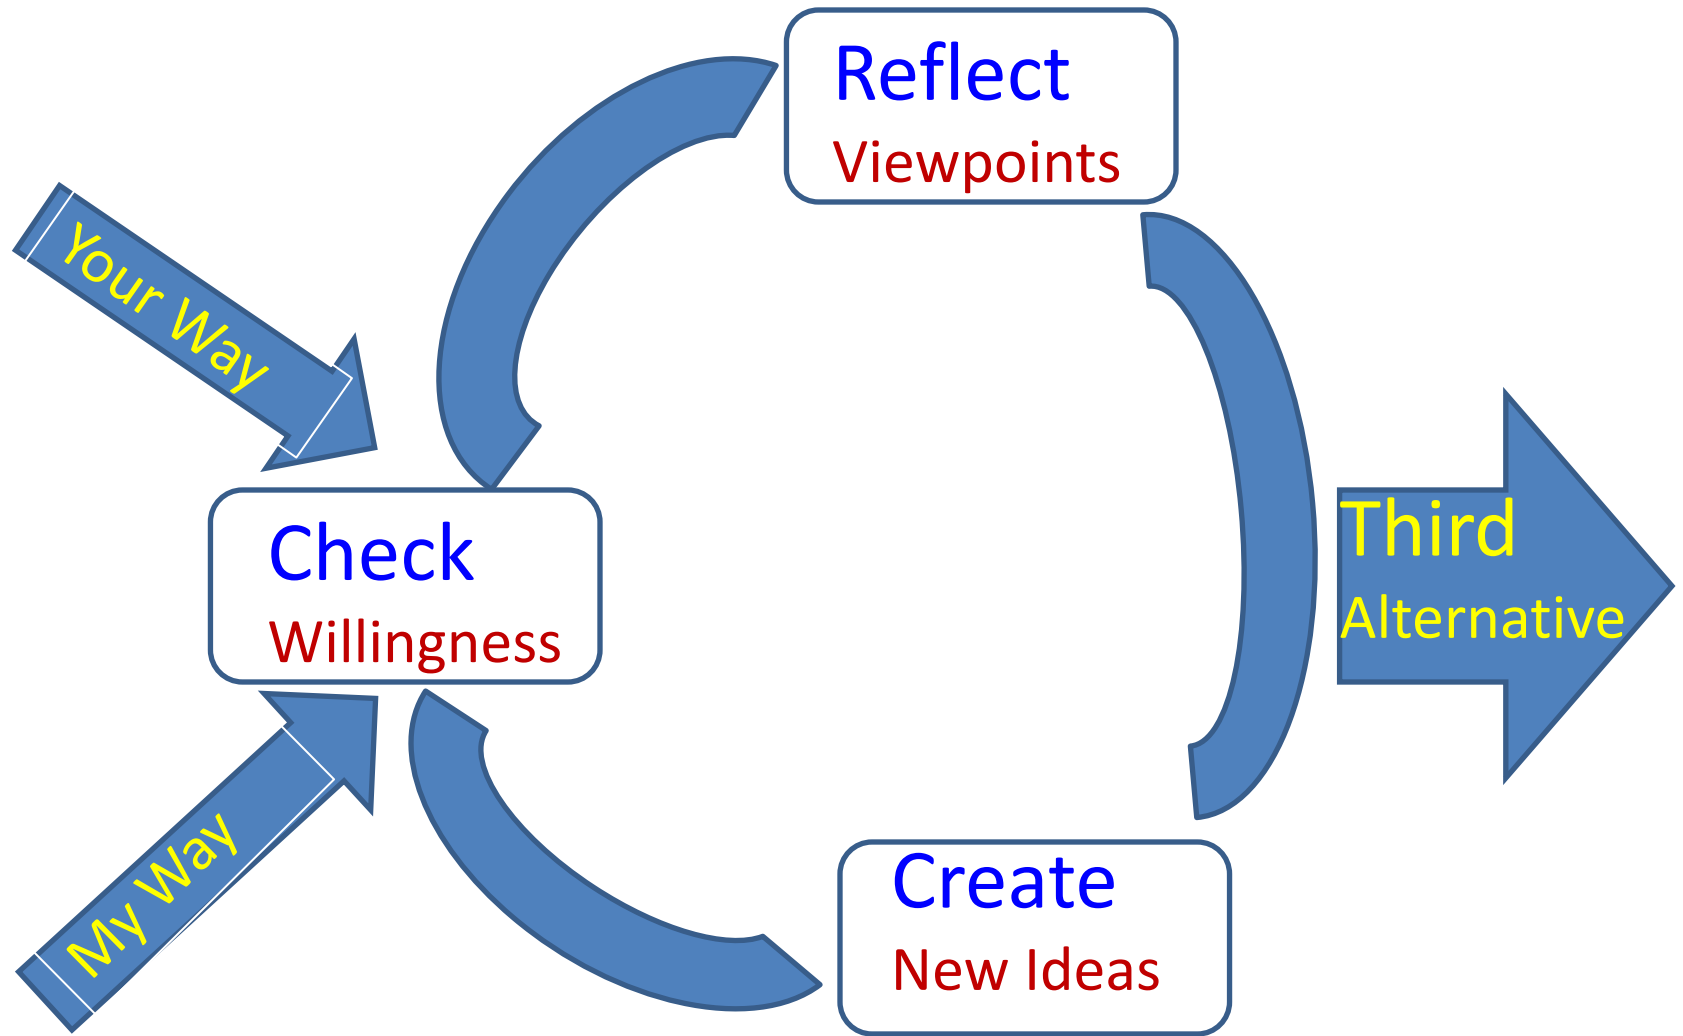 Reflect
Viewpoints
Your Way
Check
Willingness
Third
Alternative
My Way
Create
New Ideas